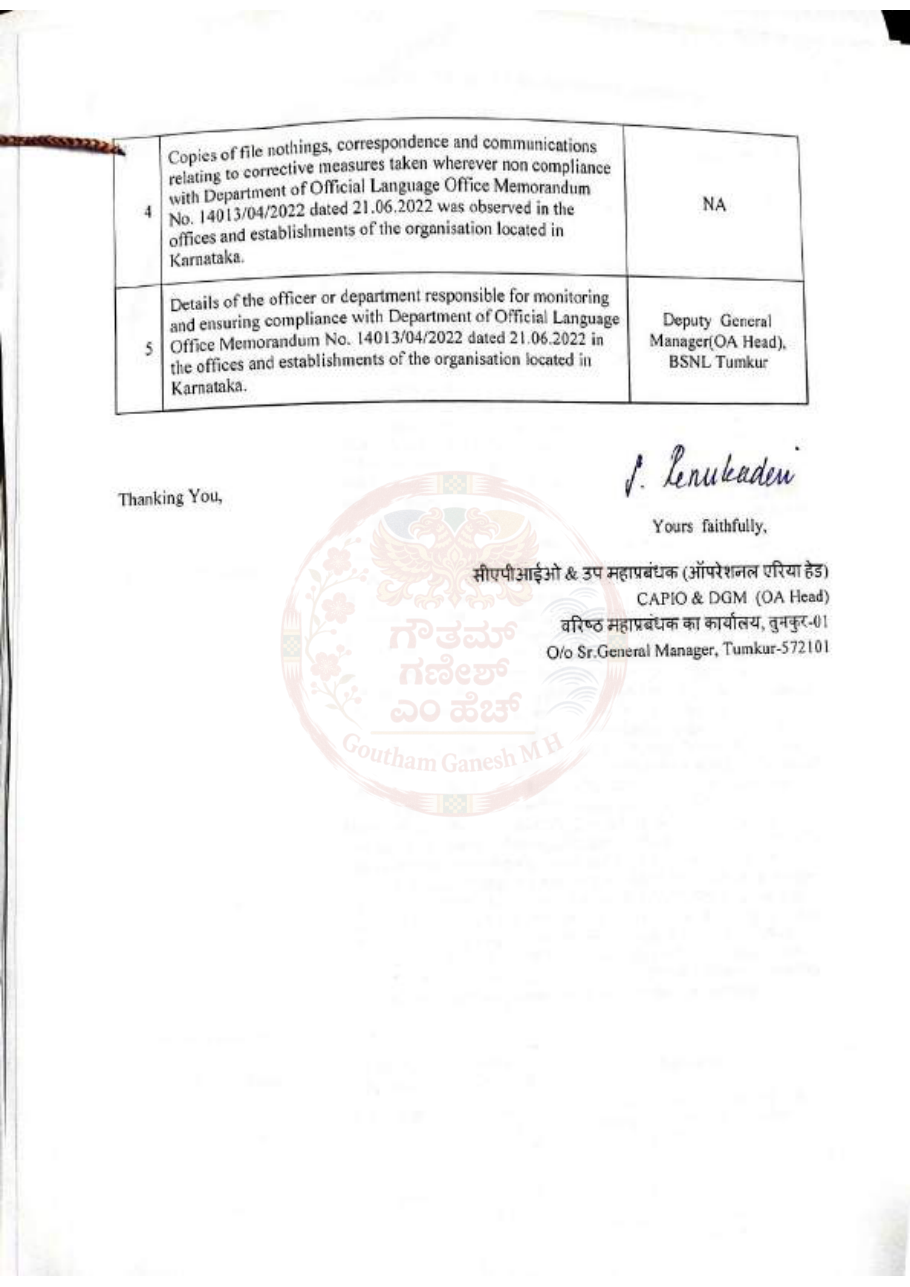 4
Copies of file nothings, correspondence and communications
relating to corrective measures taken wherever non compliance
with Department of Official Language Office Memorandum
No. 14013/04/2022 dated 21.06.2022 was observed in the
offices and establishments of the organisation located in
Karnataka.
NA
5
Details of the officer or department responsible for monitoring
and ensuring compliance with Department of Official Language
Office Memorandum No. 14013/04/2022 dated 21.06.2022 in
the offices and establishments of the organisation located in
Karnataka.
Deputy General
Manager(OA Head),
BSNL Tumkur
Thanking You,
Yours faithfully,
सीएपीआईओ & उप महाप्रबंधक (ऑपरेशनल एरिया हेड)
CAPIO & DGM (OA Head)
वरिष्ठ महाप्रबंधक का कार्यालय, तुमकुर-01
O/o Sr.General Manager, Tumkur-572101
ಗೌತಮ್
ಗಣೇಶ್
ಎಂ ಹೆಚ್
Goutham Ganesh M H